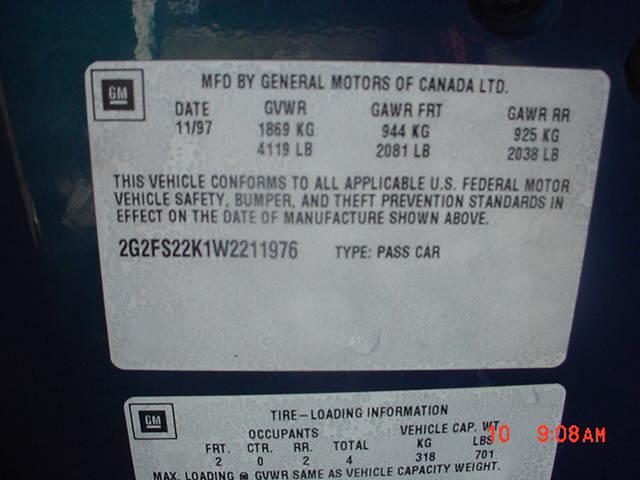 GM
MFD BY GENERAL MOTORS OF CANADA LTD.
DATE GVWR GAWR FRT GAWR RR
11/97 1869 KG 944 KG 925 KG
4119 LB 2081 LB 2038 LB
THIS VEHICLE CONFORMS TO ALL APPLICABLE U.S. FEDERAL MOTOR
VEHICLE SAFETY, BUMPER, AND THEFT PREVENTION STANDARDS IN
EFFECT ON THE DATE OF MANUFACTURE SHOWN ABOVE.
2G2FS22K1W2211976 TYPE: PASS CAR
GM
TIRE-LOADING INFORMATION
OCCUPANTS VEHICLE CAP. WT.
FRT. CTR. RR. TOTAL KG LBS
2 0 2 4 318 701
MAX. LOADING @ GVWR SAME AS VEHICLE CAPACITY WEIGHT.
10 9:08AM